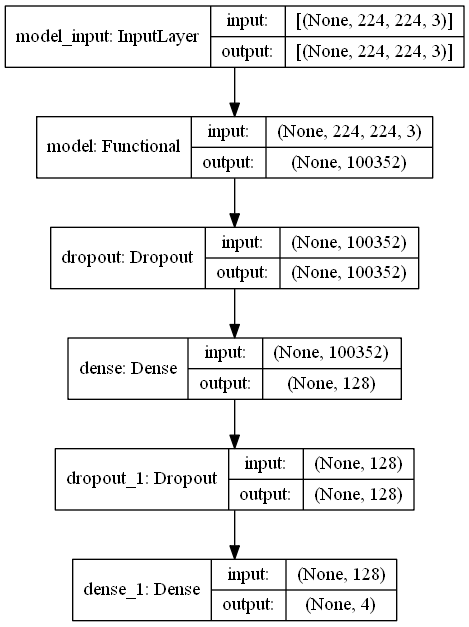 model_input: InputLayer
input:
[(None, 224, 224, 3)]
output:
[(None, 224, 224, 3)]
model: Functional
input:
(None, 224, 224, 3)
output:
(None, 100352)
dropout: Dropout
input:
(None, 100352)
output:
(None, 100352)
dense: Dense
input:
(None, 100352)
output:
(None, 128)
dropout_1: Dropout
input:
(None, 128)
output:
(None, 128)
dense_1: Dense
input:
(None, 128)
output:
(None, 4)